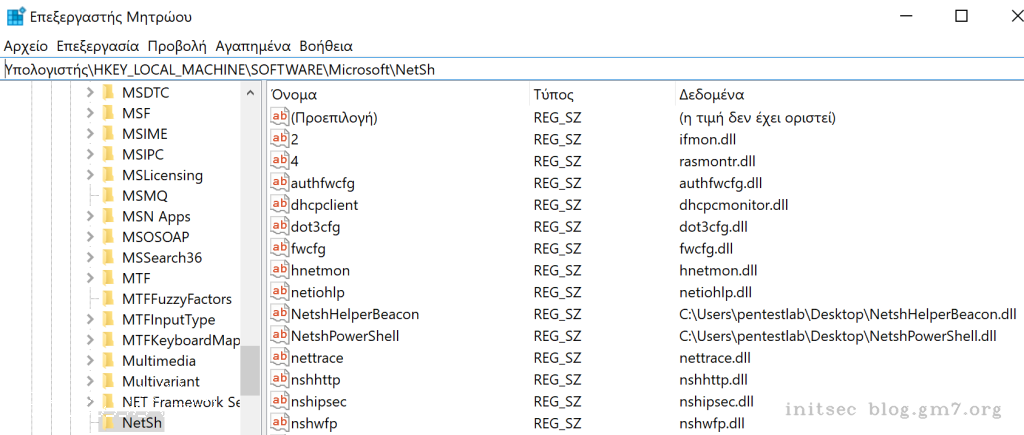 Επεξεργαστής Μητρώου
Αρχείο Επεξεργασία Προβολή Αγαπημένα Βοήθεια
Υπολογιστής\HKEY_LOCAL_MACHINE\SOFTWARE\Microsoft\NetSh
MSDTC
MSF
MSIME
MSIPC
MSLicensing
MSMQ
MSN Apps
MSOSOAP
MSSearch36
MTF
MTFFuzzyFactors
MTFInputType
MTFKeyboardMap
Multimedia
Multivariant
NET Framework Se
NetSh
Όνομα Τύπος Δεδομένα
(Προεπιλογή) REG_SZ (η τιμή δεν έχει οριστεί)
2 REG_SZ ifmon.dll
4 REG_SZ rasmontr.dll
authfwcfg REG_SZ authfwcfg.dll
dhcpclient REG_SZ dhcpcmonitor.dll
dot3cfg REG_SZ dot3cfg.dll
fwcfg REG_SZ fwcfg.dll
hnetmon REG_SZ hnetmon.dll
netiohlp REG_SZ netiohlp.dll
NetshHelperBeacon REG_SZ C:\Users\pentestlab\Desktop\NetshHelperBeacon.dll
NetshPowerShell REG_SZ C:\Users\pentestlab\Desktop\NetshPowerShell.dll
nettrace REG_SZ nettrace.dll
nshhttp REG_SZ nshhttp.dll
nshipsec REG_SZ nshipsec.dll
nshwfp REG_SZ nshwfp.dll
initsec blog.gm7.org